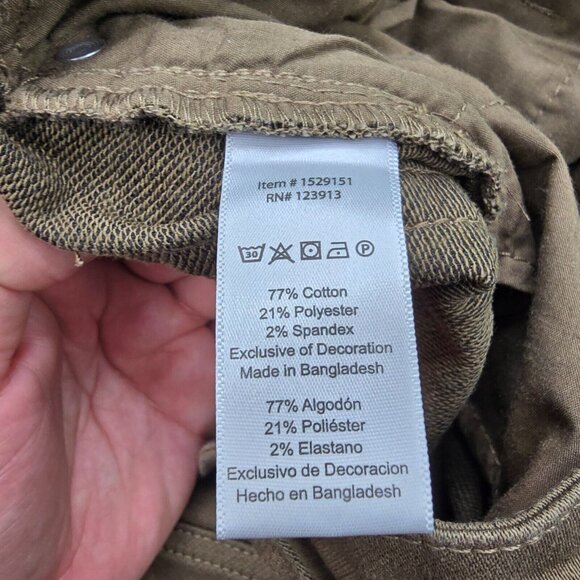 Item # 1529151
RN# 123913
30 P
77% Cotton
21% Polyester
2% Spandex
Exclusive of Decoration
Made in Bangladesh
77% Algodón
21% Poliéster
2% Elastano
Exclusivo de Decoracion
Hecho en Bangladesh